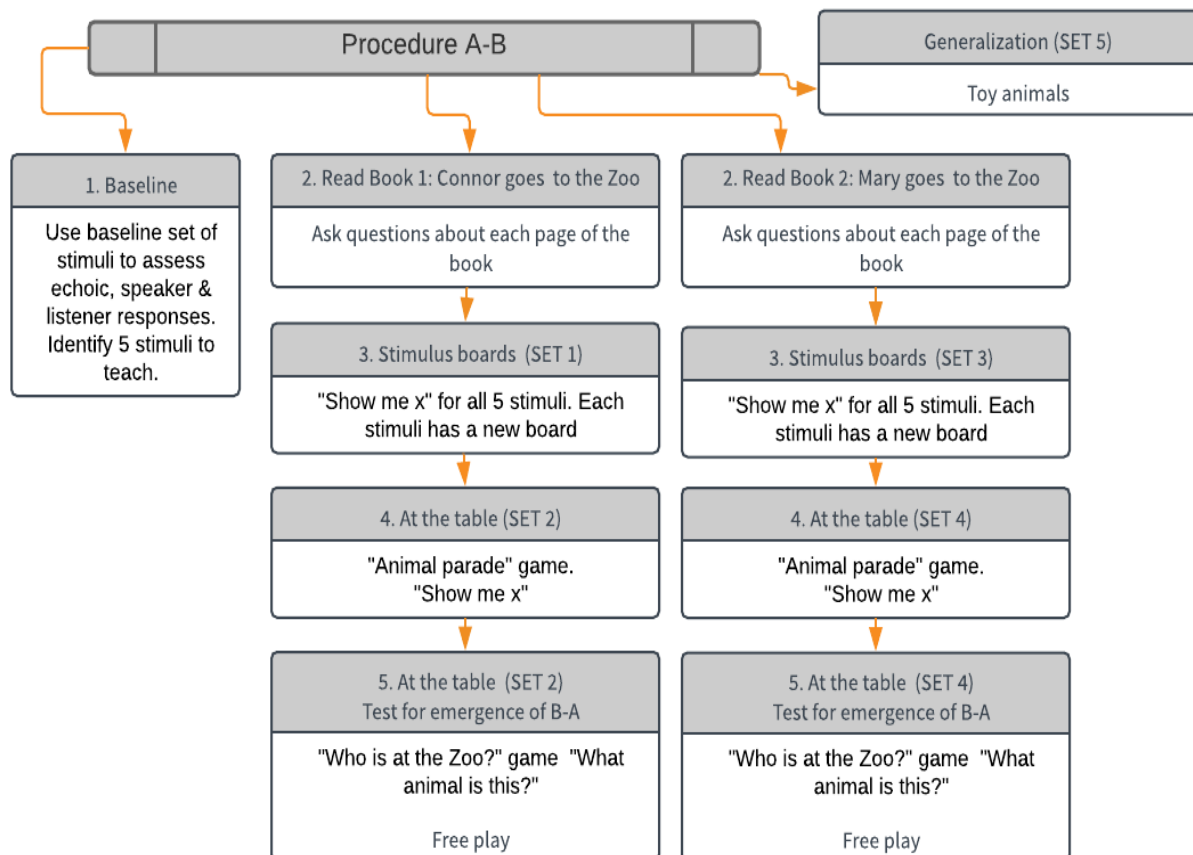 Procedure A-B
Generalization (SET 5)
Toy animals
1. Baseline
Use baseline set of
stimuli to assess
echoic, speaker &
listener responses.
Identify 5 stimuli to
teach.
2. Read Book 1: Connor goes to the Zoo
Ask questions about each page of the
book
3. Stimulus boards (SET 1)
"Show me x" for all 5 stimuli. Each
stimuli has a new board
4. At the table (SET 2)
"Animal parade" game.
"Show me x"
5. At the table (SET 2)
Test for emergence of B-A
"Who is at the Zoo?" game "What
animal is this?"
Free play
2. Read Book 2: Mary goes to the Zoo
Ask questions about each page of the
book
3. Stimulus boards (SET 3)
"Show me x" for all 5 stimuli. Each
stimuli has a new board
4. At the table (SET 4)
"Animal parade" game.
"Show me x"
5. At the table (SET 4)
Test for emergence of B-A
"Who is at the Zoo?" game "What
animal is this?"
Free play